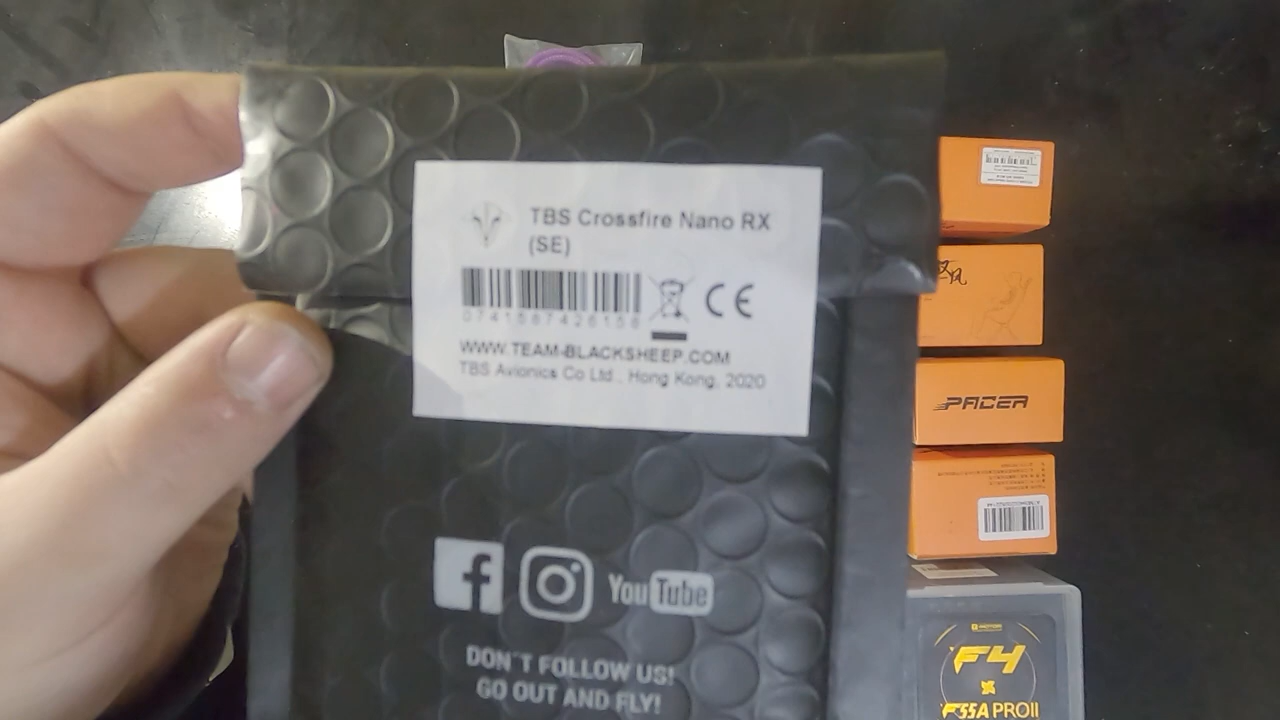 TBS Crossfire Nano RX
(SE)
CE
WWW.TEAM-BLACKSHEEP.COM
TBS Avionics Co Ltd., Hong Kong, 2020
f
YouTube
DON'T FOLLOW US!
GO OUT AND FLY!
PACER
F4
F55A PROII